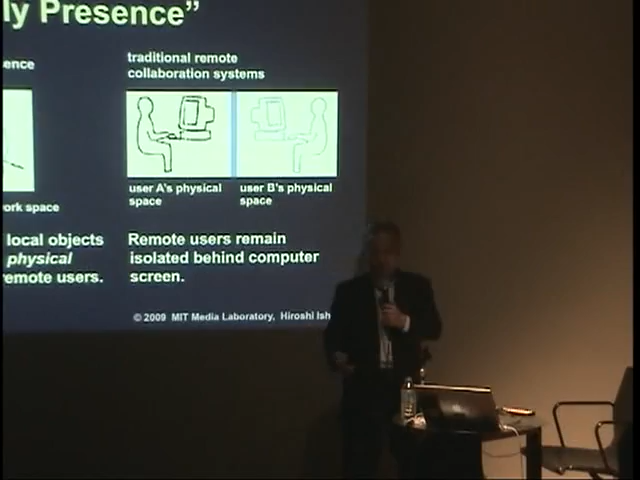 ly Presence”
ence
traditional remote
collaboration systems
user A's physical
space
user B's physical
space
ork space
local objects
physical
emote users.
Remote users remain
isolated behind computer
screen.
© 2009 MIT Media Laboratory, Hiroshi Ish